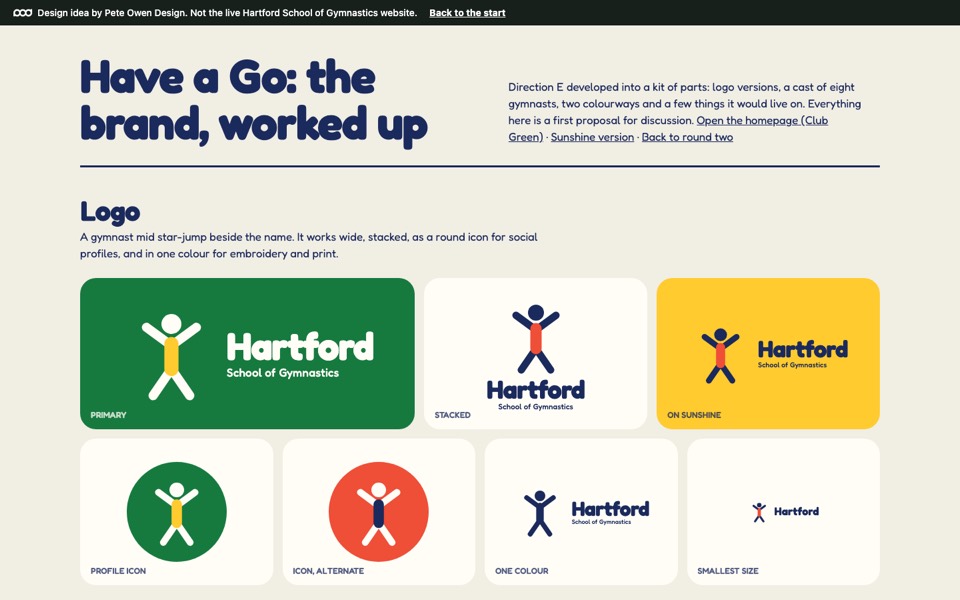 Design idea by Pete Owen Design. Not the live Hartford School of Gymnastics website. Back to the start
Have a Go: the
brand, worked up
Direction E developed into a kit of parts: logo versions, a cast of eight
gymnasts, two colourways and a few things it would live on. Everything
here is a first proposal for discussion. Open the homepage (Club
Green) · Sunshine version · Back to round two
Logo
A gymnast mid star-jump beside the name. It works wide, stacked, as a round icon for social
profiles, and in one colour for embroidery and print.
Hartford
School of Gymnastics
PRIMARY
Hartford
School of Gymnastics
STACKED
Hartford
School of Gymnastics
ON SUNSHINE
PROFILE ICON
ICON, ALTERNATE
Hartford
School of Gymnastics
ONE COLOUR
Hartford
SMALLEST SIZE